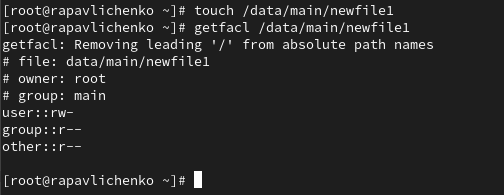 [root@rapavlichenko ~]# touch /data/main/newfile1
[root@rapavlichenko ~]# getfacl /data/main/newfile1
getfacl: Removing leading '/' from absolute path names
# file: data/main/newfile1
# owner: root
# group: main
user::rw-
group::r--
other::r--
[root@rapavlichenko ~]#